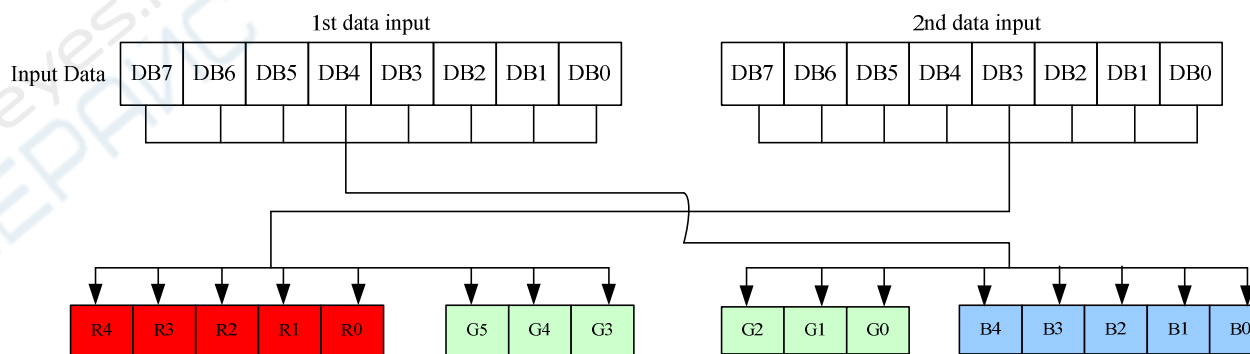 1st data input 2nd data input
Input Data DB7 DB6 DB5 DB4 DB3 DB2 DB1 DB0 DB7 DB6 DB5 DB4 DB3 DB2 DB1 DB0
R4 R3 R2 R1 R0 G5 G4 G3 G2 G1 G0 B4 B3 B2 B1 B0